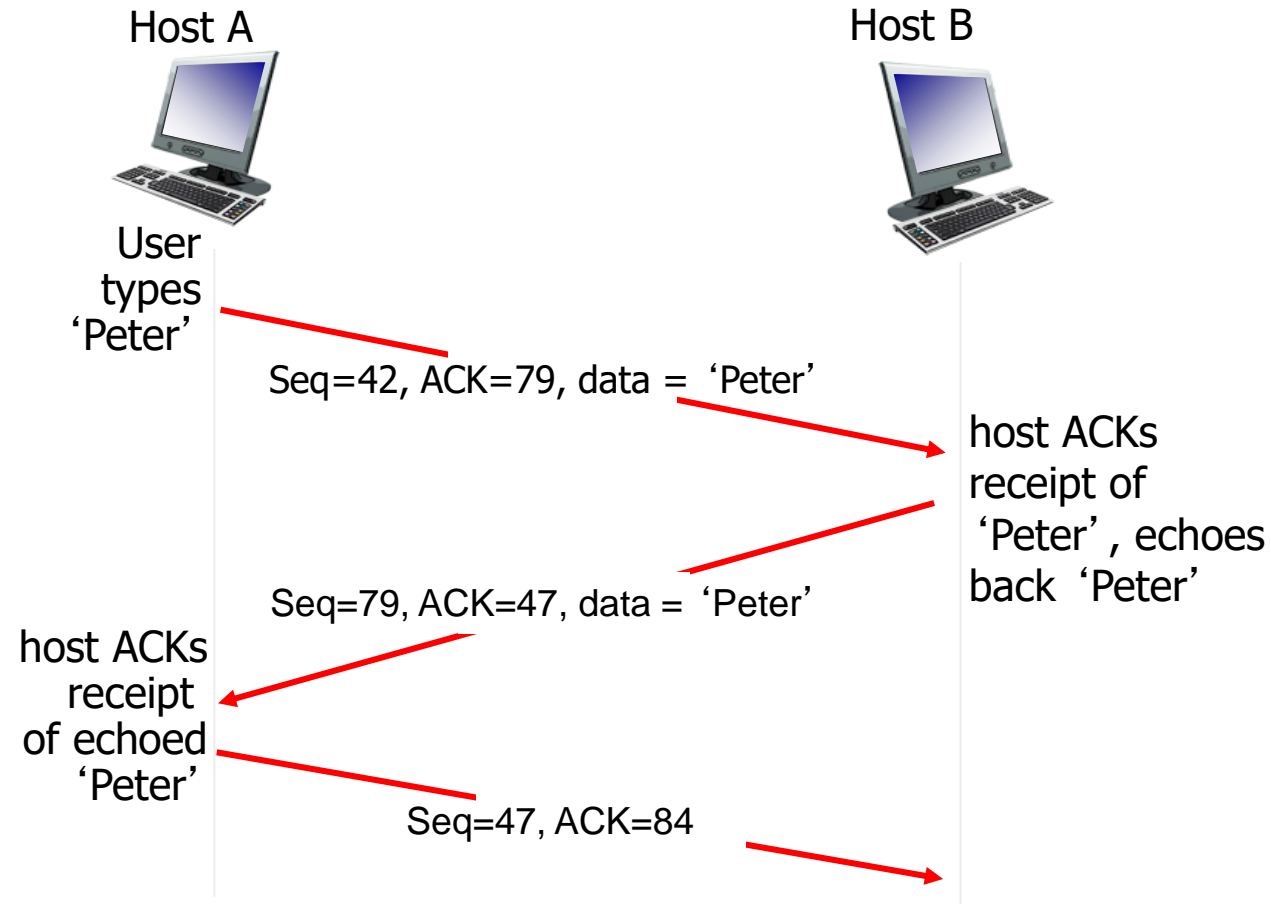 Host A
Host B
User
types
‘Peter’
Seq=42, ACK=79, data = ‘Peter’
host ACKs
receipt of
‘Peter’, echoes
back ‘Peter’
Seq=79, ACK=47, data = ‘Peter’
host ACKs
receipt
of echoed
‘Peter’
Seq=47, ACK=84